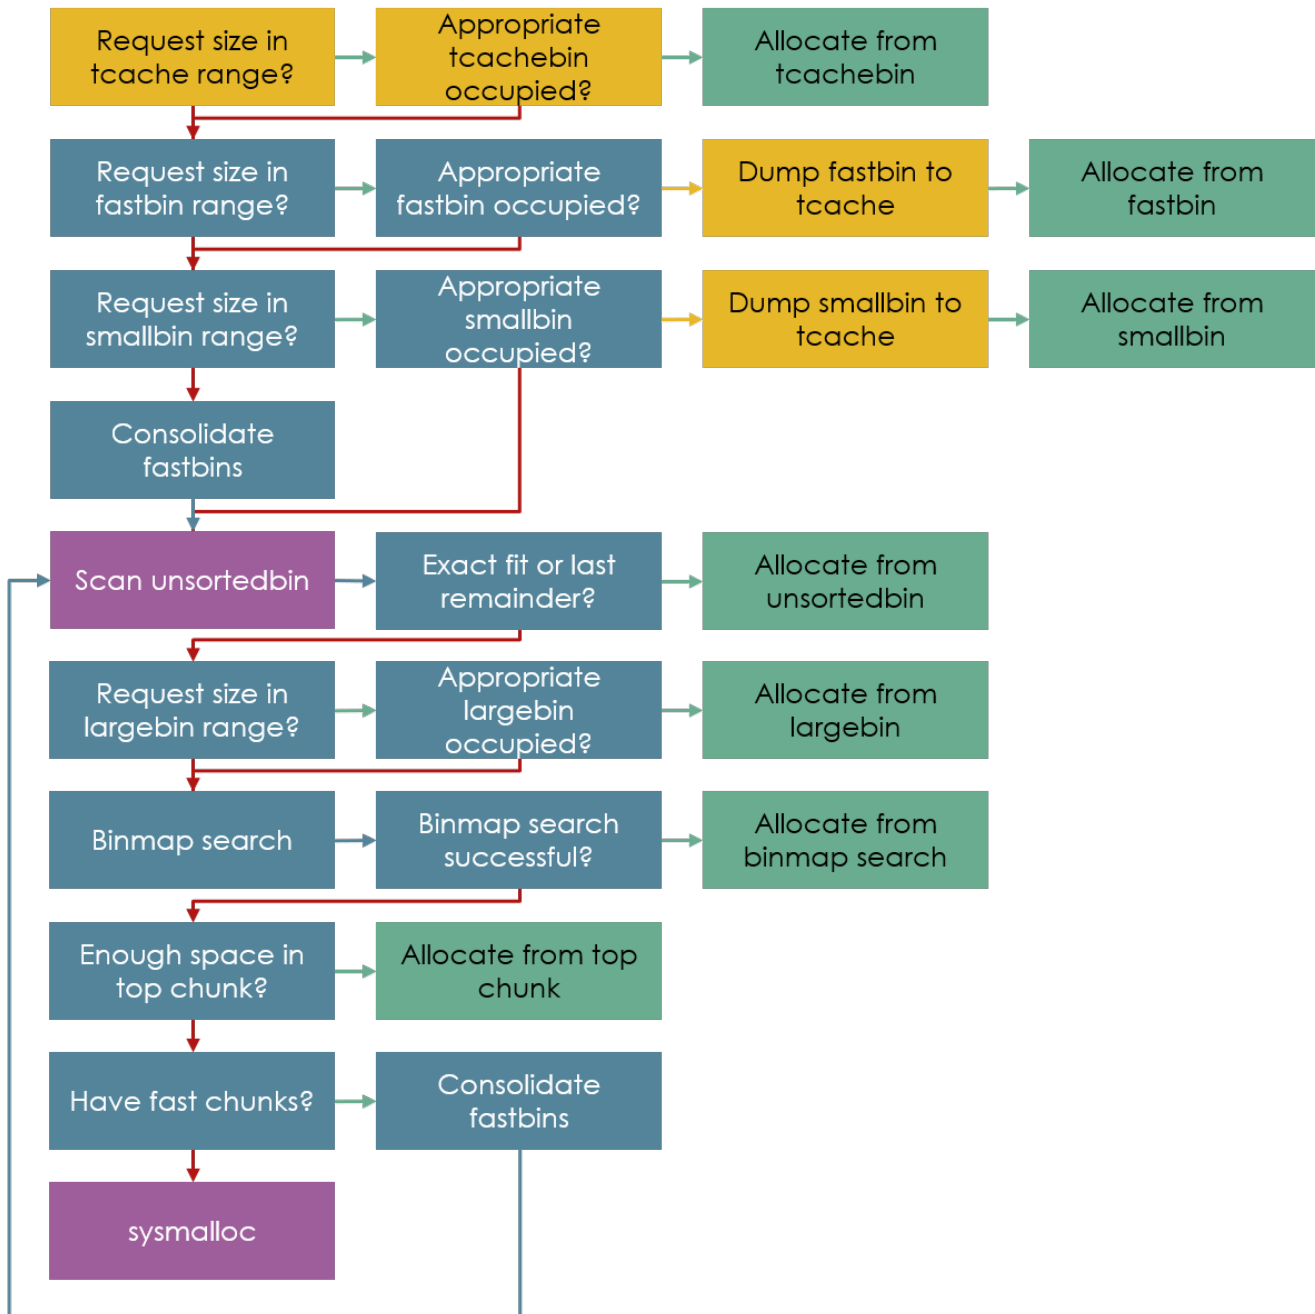 Request size in
tcache range?
Appropriate
tcachebin
occupied?
Allocate from
tcachebin
Request size in
fastbin range?
Appropriate
fastbin occupied?
Dump fastbin to
tcache
Allocate from
fastbin
Request size in
smallbin range?
Appropriate
smallbin
occupied?
Dump smallbin to
tcache
Allocate from
smallbin
Consolidate
fastbins
Scan unsortedbin
Exact fit or last
remainder?
Allocate from
unsortedbin
Request size in
largebin range?
Appropriate
largebin
occupied?
Allocate from
largebin
Binmap search
Binmap search
successful?
Allocate from
binmap search
Enough space in
top chunk?
Allocate from top
chunk
Have fast chunks?
Consolidate
fastbins
sysmalloc